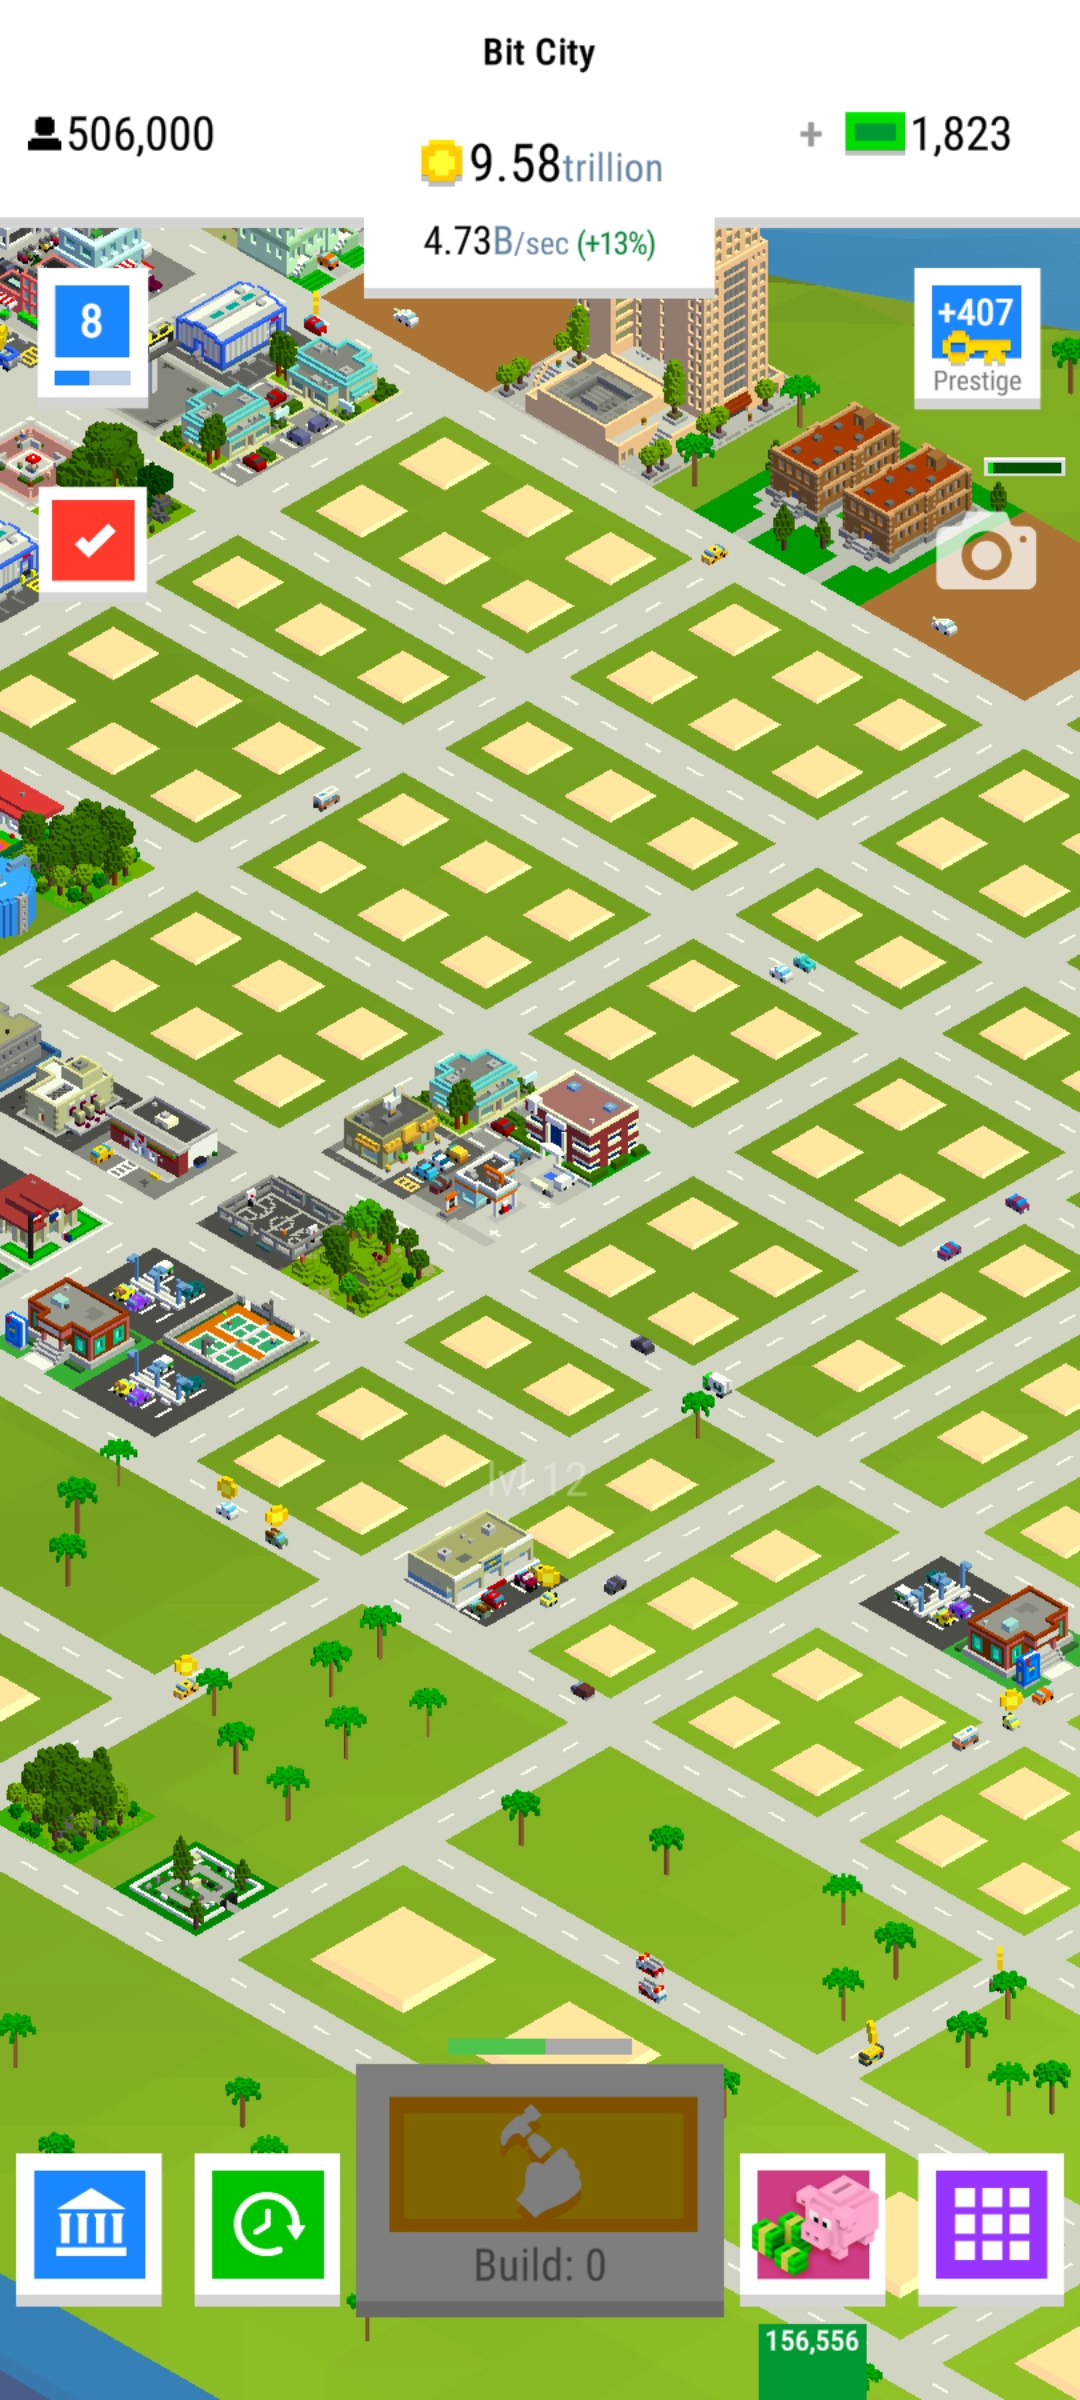 Bit City
506,000
9.58trillion
+ 1,823
4.73B/sec (+13%)
8
+407
Prestige
lvl 12
Build: 0
156,556